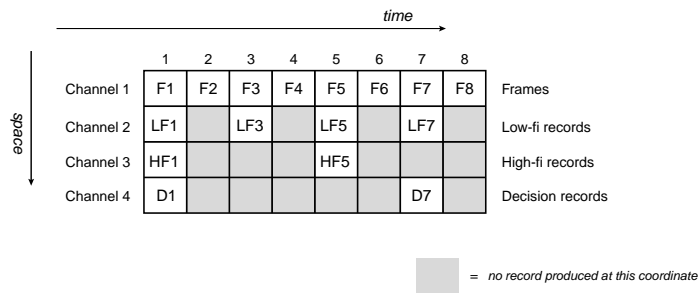 time
space
1 2 3 4 5 6 7 8
Channel 1 F1 F2 F3 F4 F5 F6 F7 F8 Frames
Channel 2 LF1 LF3 LF5 LF7 Low-fi records
Channel 3 HF1 HF5 High-fi records
Channel 4 D1 D7 Decision records
= no record produced at this coordinate